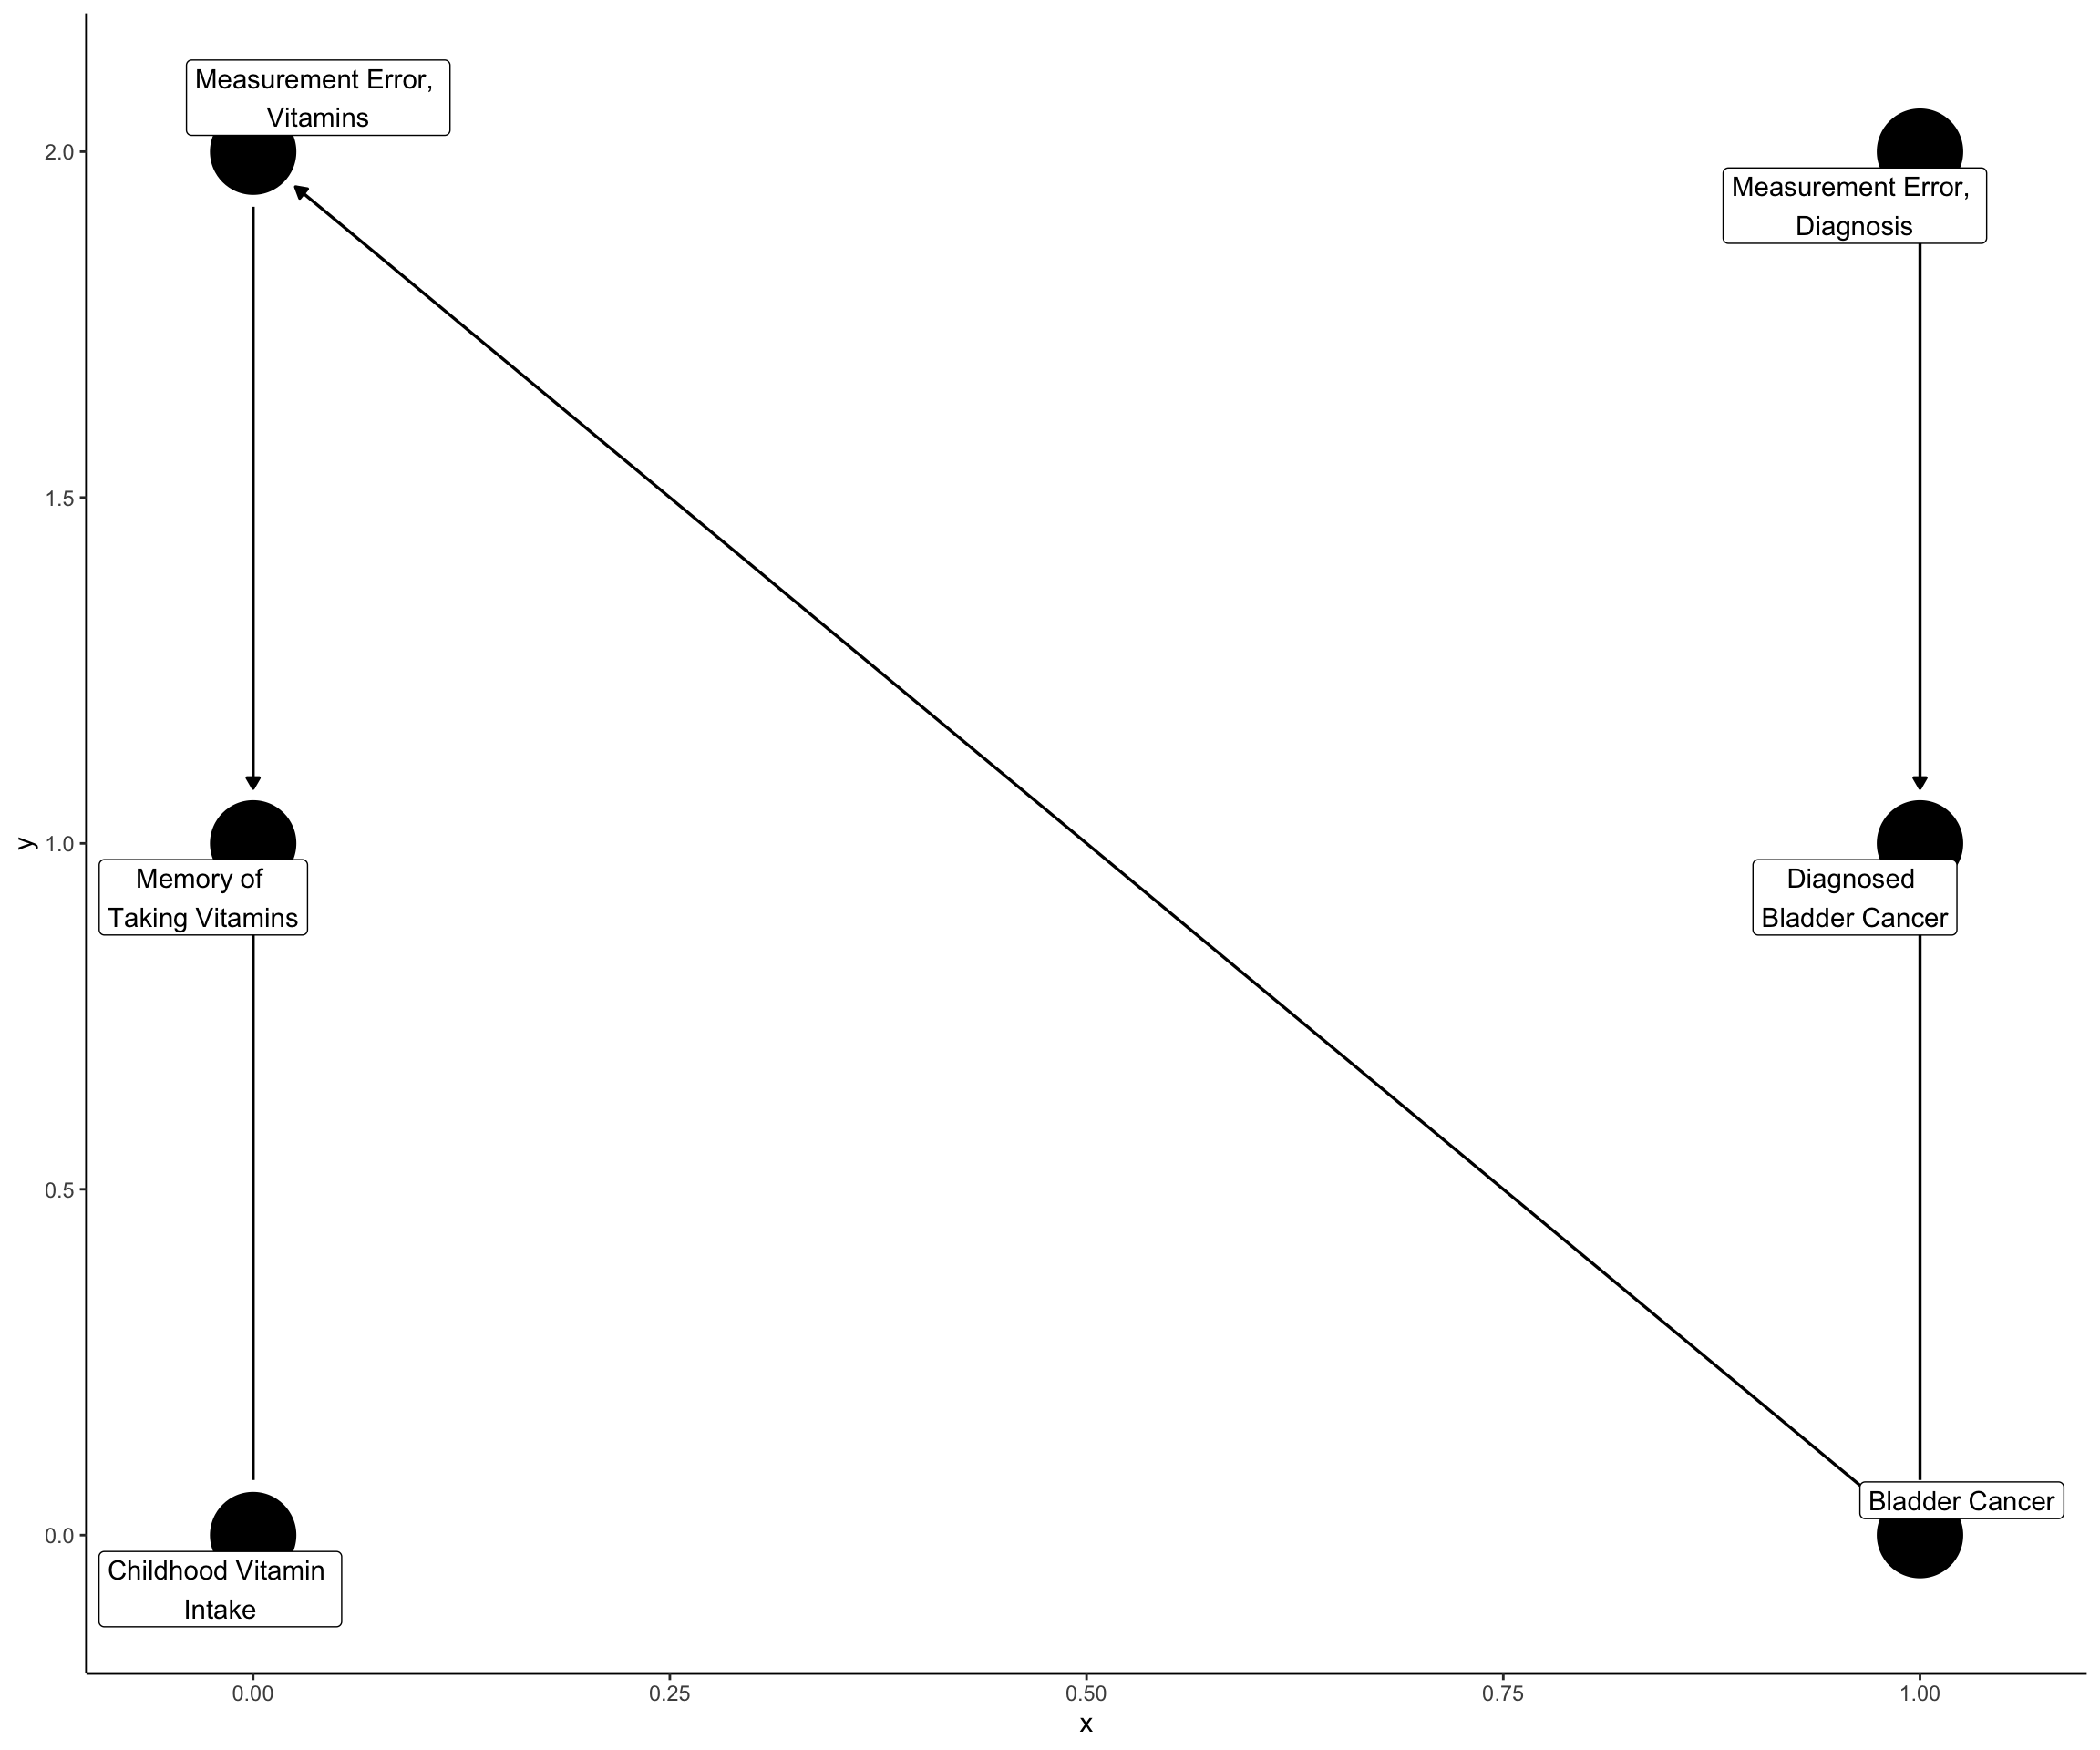 Measurement Error,
Vitamins
2.0
Measurement Error,
Diagnosis
1.5
y
1.0
Memory of
Taking Vitamins
Diagnosed
Bladder Cancer
0.5
Bladder Cancer
0.0
Childhood Vitamin
Intake
0.00 0.25 0.50 0.75 1.00
x